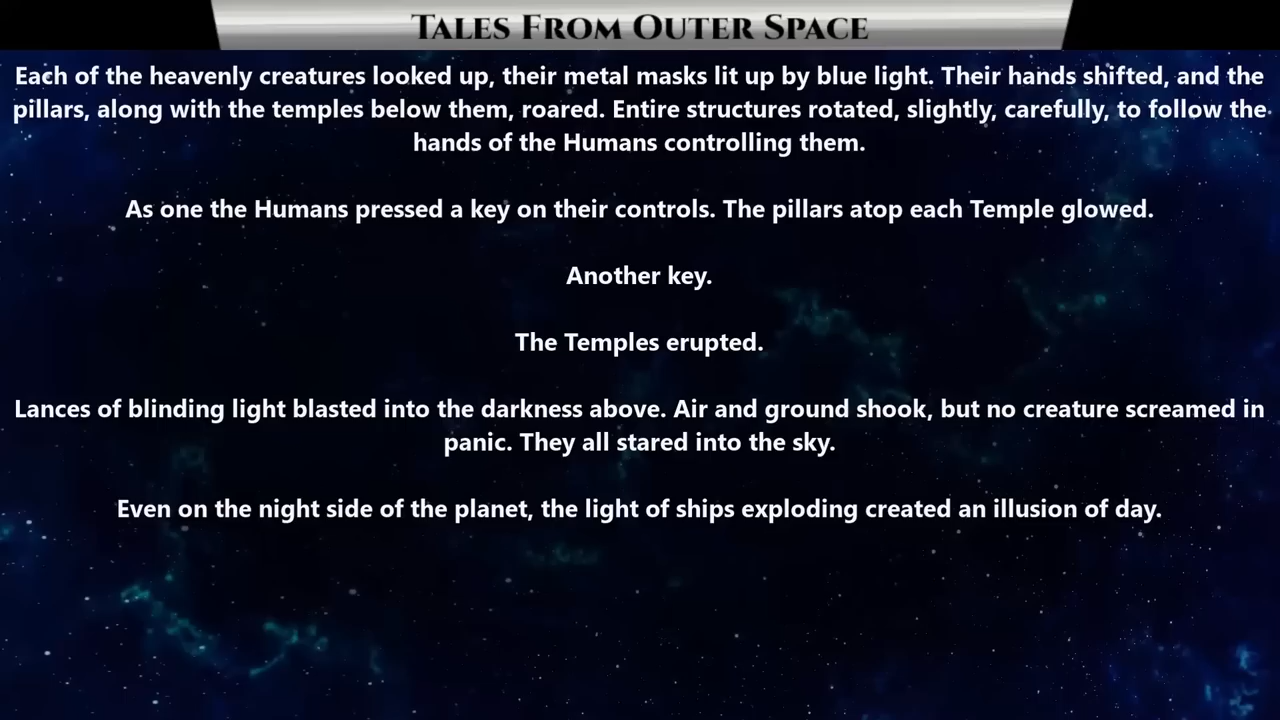 Tales From Outer Space
Each of the heavenly creatures looked up, their metal masks lit up by blue light. Their hands shifted, and the
pillars, along with the temples below them, roared. Entire structures rotated, slightly, carefully, to follow the
hands of the Humans controlling them.
As one the Humans pressed a key on their controls. The pillars atop each Temple glowed.
Another key.
The Temples erupted.
Lances of blinding light blasted into the darkness above. Air and ground shook, but no creature screamed in
panic. They all stared into the sky.
Even on the night side of the planet, the light of ships exploding created an illusion of day.